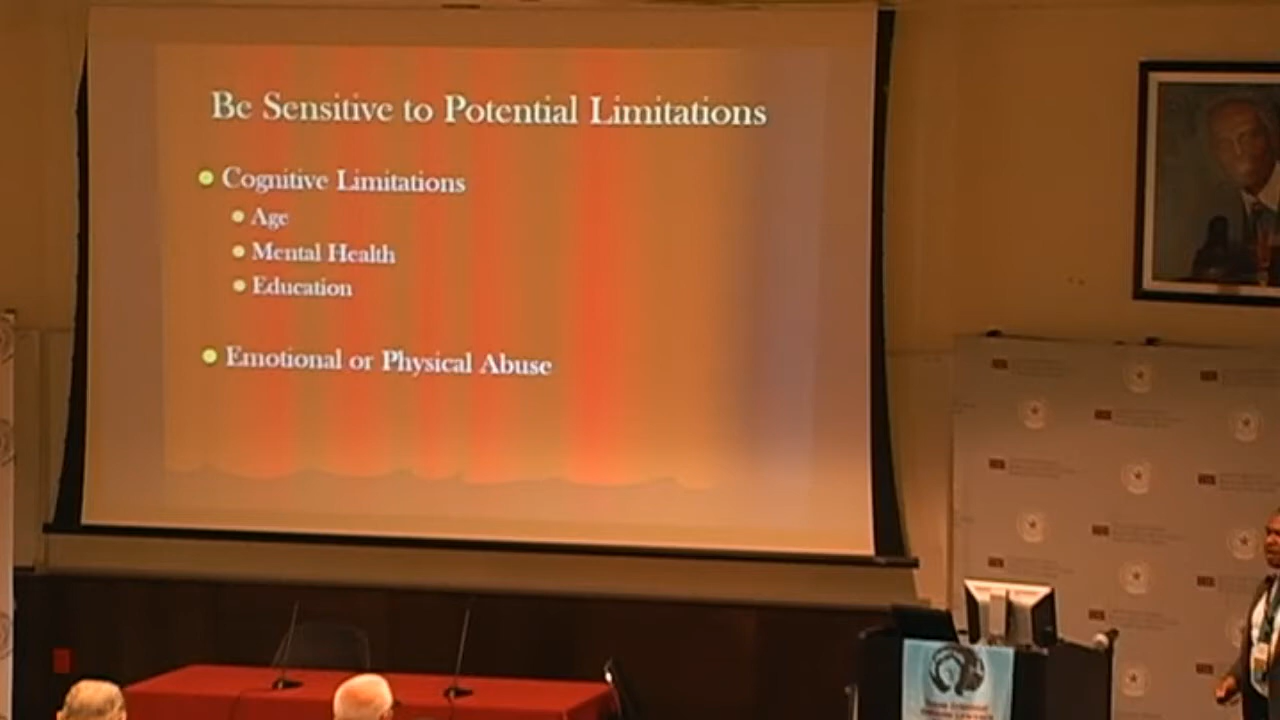 Be Sensitive to Potential Limitations
Cognitive Limitations
Age
Mental Health
Education
Emotional or Physical Abuse